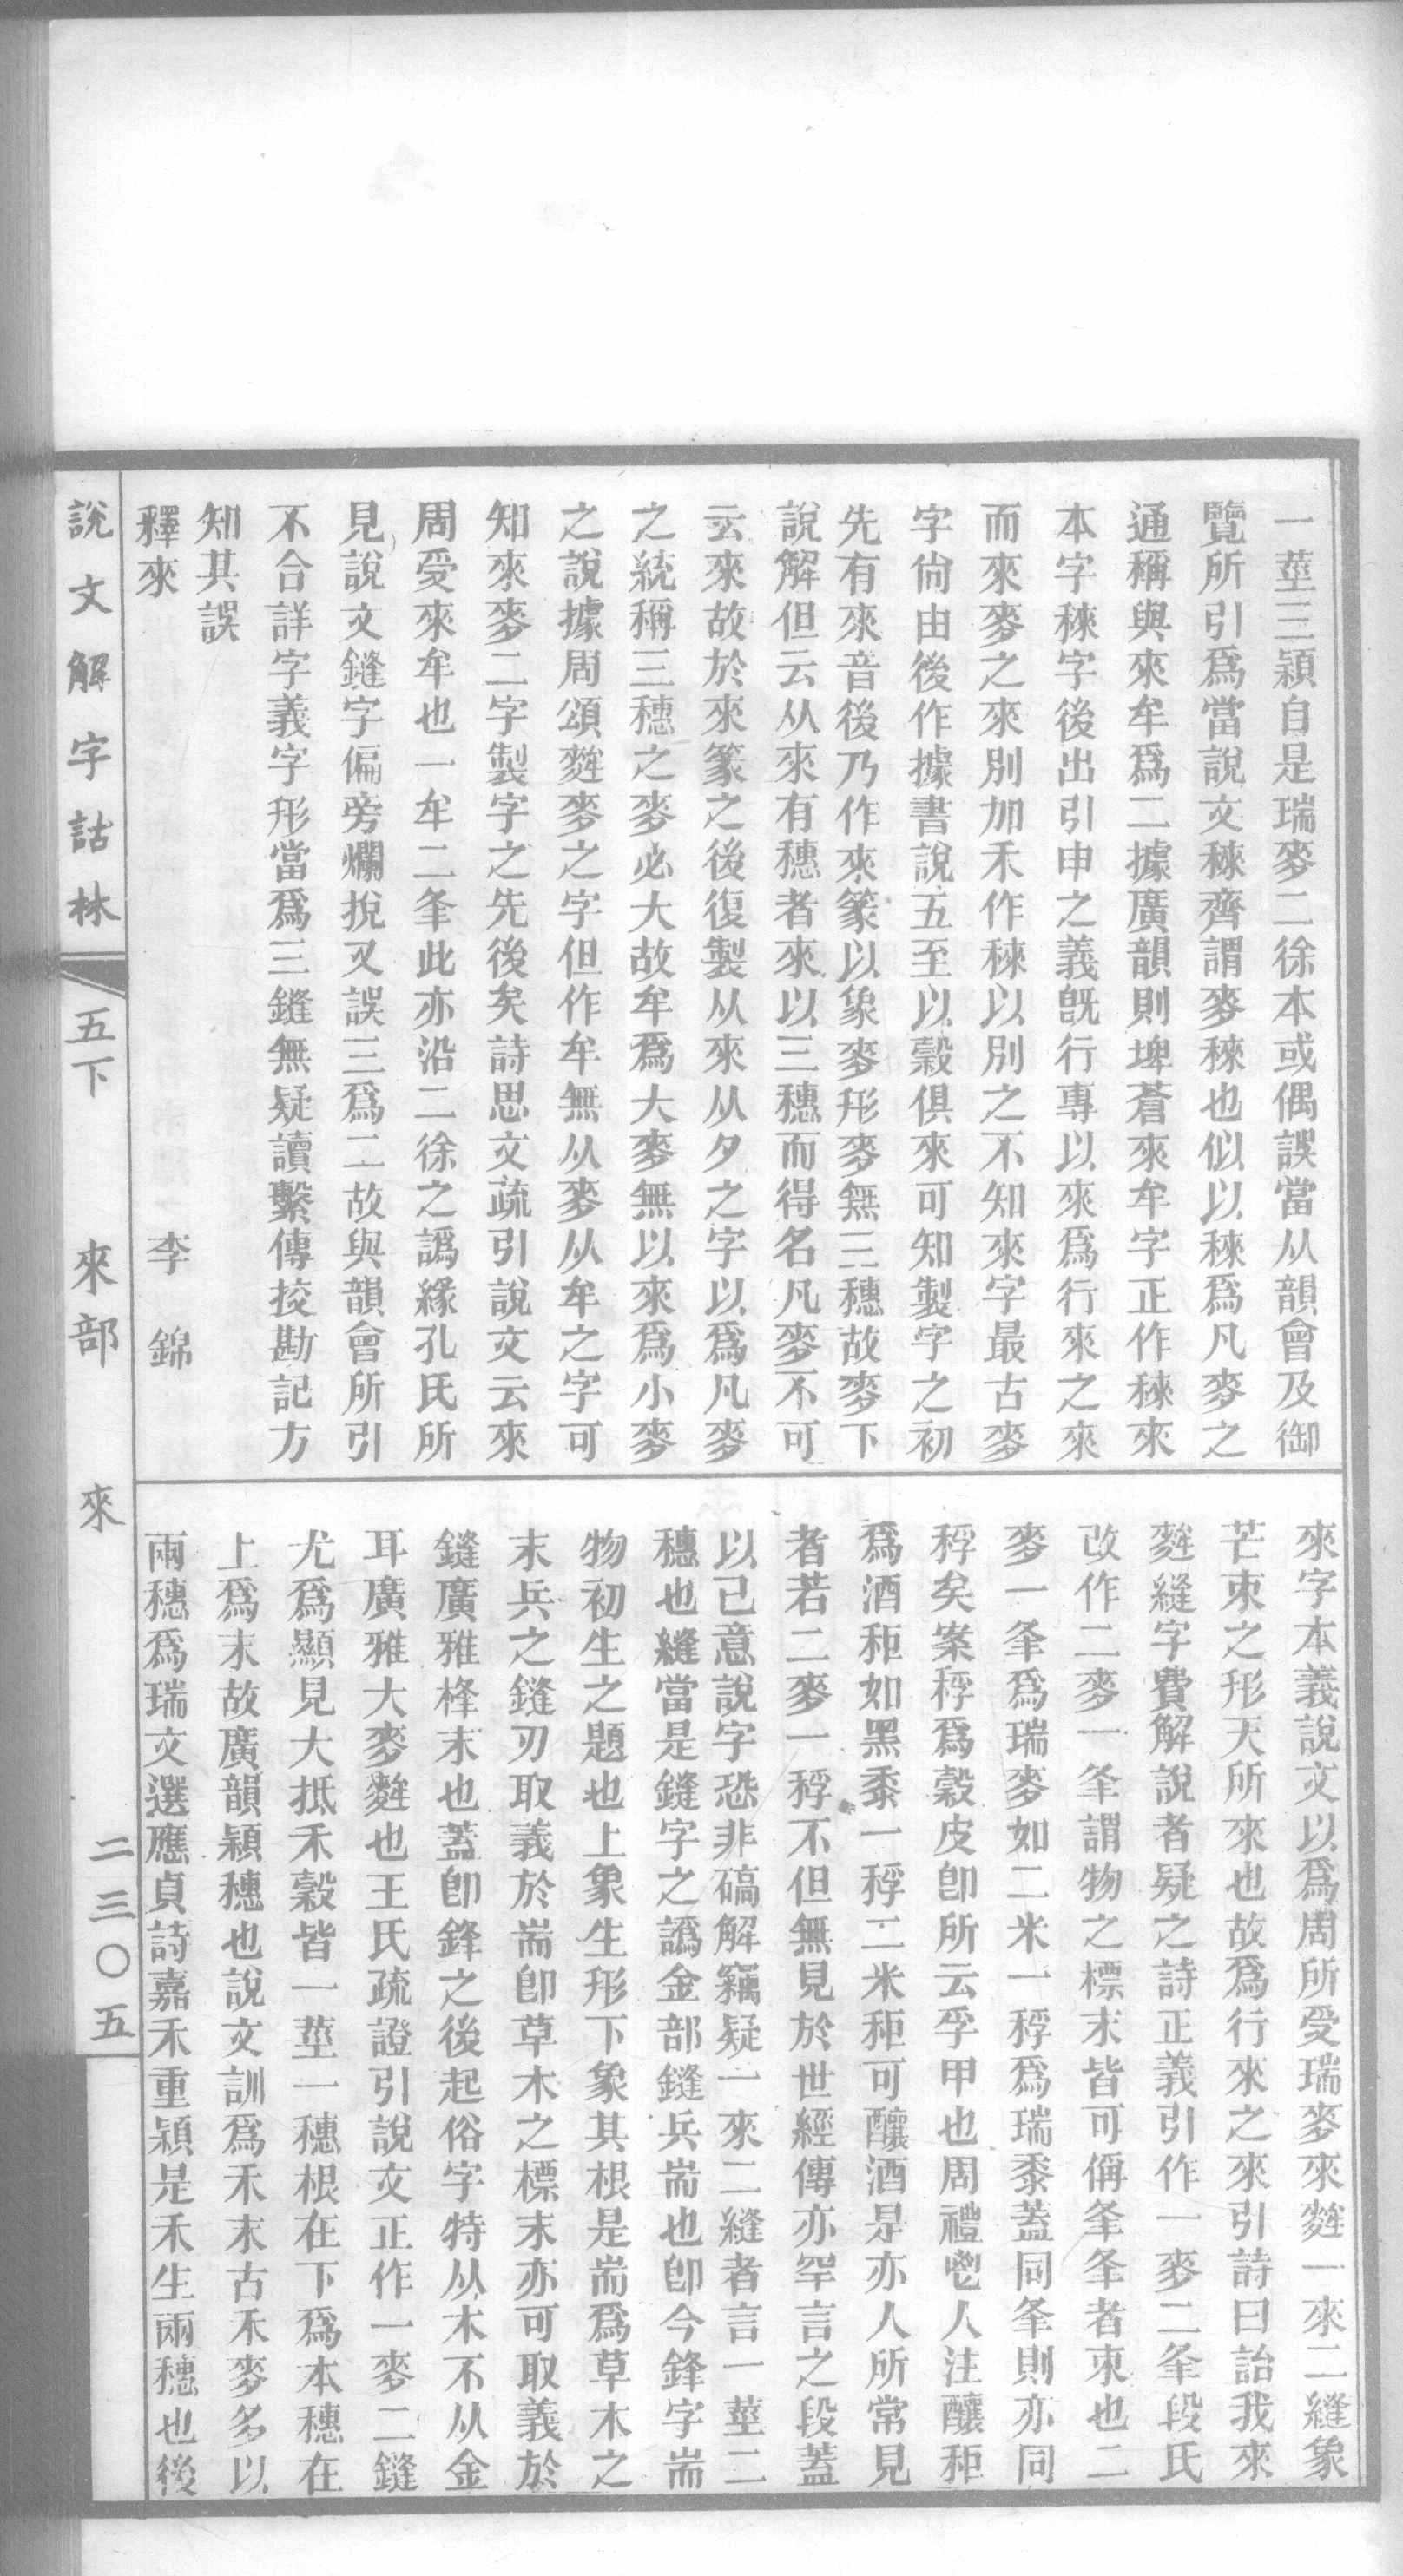 一莖三穎自是瑞麥二徐本或偶誤當从韻會及御
覽所引爲當說文秾齊謂麥秾也似以秾爲凡麥之
通稱與來牟爲二據廣韻則埤蒼來牟字正作秾來
本字秾字後出引申之義旣行專以來爲行來之來
而來麥之來別加禾作秾以別之不知來字最古麥
字尙由後作據書說五至以穀俱來可知製字之初
先有來音後乃作來篆以象麥形麥無三穗故麥下
說解但云从來有穗者來以三穗而得名凡麥不可
云來故於來篆之後復製从來从夕之字以爲凡麥
之統稱三穗之麥必大故牟爲大麥無以來爲小麥
之說據周頌麰麥之字但作牟無从麥从牟之字可
知來麥二字製字之先後矣詩思文疏引說文云來
周受來牟也一牟二夆此亦沿二徐之譌緣孔氏所
見說文鏠字偏旁爛捝又誤三爲二故與韻會所引
不合詳字義字形當爲三鏠無疑讀繫傳挍勘記方
知其誤
釋來　李錦
來字本義說文以爲周所受瑞麥來麰一來二縫象
芒朿之形天所來也故爲行來之來引詩曰詒我來
麰縫字費解說者疑之詩正義引作一麥二夆段氏
改作二麥一夆謂物之標末皆可偁夆夆者朿也二
麥一夆爲瑞麥如二米一稃爲瑞黍蓋同夆則亦同
稃矣案稃爲穀皮卽所云孚甲也周禮鬯人注釀秬
爲酒秬如黑黍一稃二米秬可釀酒是亦人所常見
者若二麥一稃不但無見於世經傳亦罕言之段蓋
以己意說字恐非碻解竊疑一來二縫者言一莖二
穗也縫當是鏠字之譌金部鏠兵耑也卽今鋒字耑
物初生之題也上象生形下象其根是耑爲草木之
末兵之鏠刃取義於耑卽草木之標末亦可取義於
鏠廣雅桻末也蓋卽鋒之後起俗字特从木不从金
耳廣雅大麥麰也王氏疏證引說文正作一麥二鏠
尤爲顯見大抵禾穀皆一莖一穗根在下爲本穗在
上爲末故廣韻穎穗也說文訓爲禾末古禾麥多以
兩穗爲瑞文選應貞詩嘉禾重穎是禾生兩穗也後
說文解字詁林　五下　來部　來　二三〇五